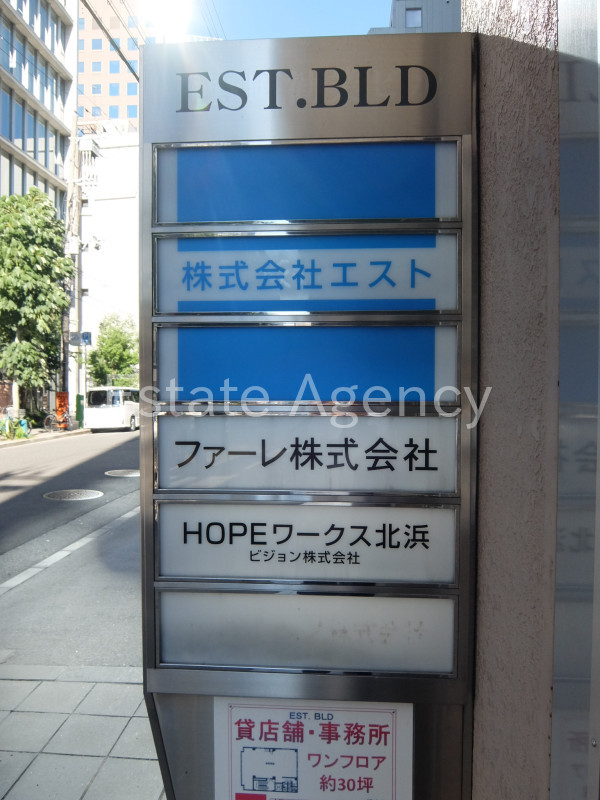 EST.BLD
株式会社エスト
state Agency
ファーレ株式会社
HOPEワークス北浜
ビジョン株式会社
EST. BLD
貸店舗・事務所
ワンフロア
約30坪